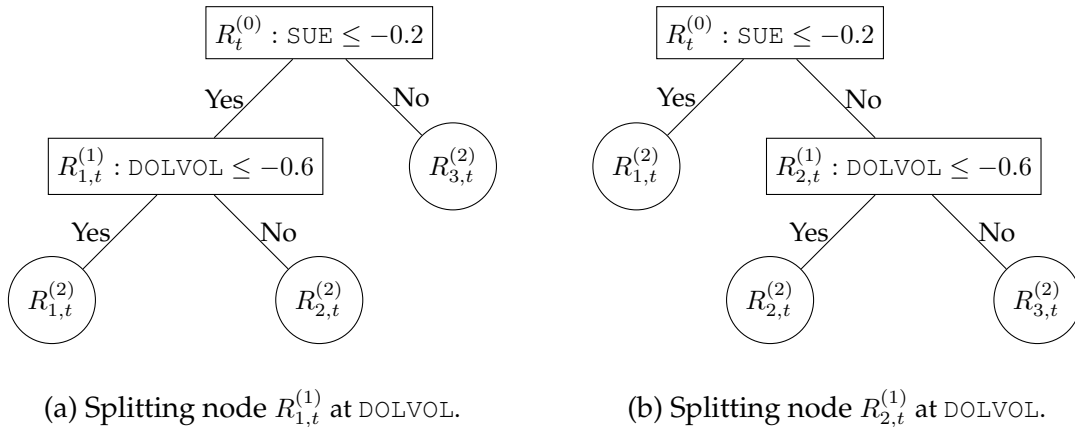 R_t^{(0)} : SUE ≤ −0.2
Yes
No
R_{1,t}^{(1)} : DOLVOL ≤ −0.6
R_{3,t}^{(2)}
Yes
No
R_{1,t}^{(2)}
R_{2,t}^{(2)}
(a) Splitting node R_{1,t}^{(1)} at DOLVOL.
R_t^{(0)} : SUE ≤ −0.2
Yes
No
R_{1,t}^{(2)}
R_{2,t}^{(1)} : DOLVOL ≤ −0.6
Yes
No
R_{2,t}^{(2)}
R_{3,t}^{(2)}
(b) Splitting node R_{2,t}^{(1)} at DOLVOL.